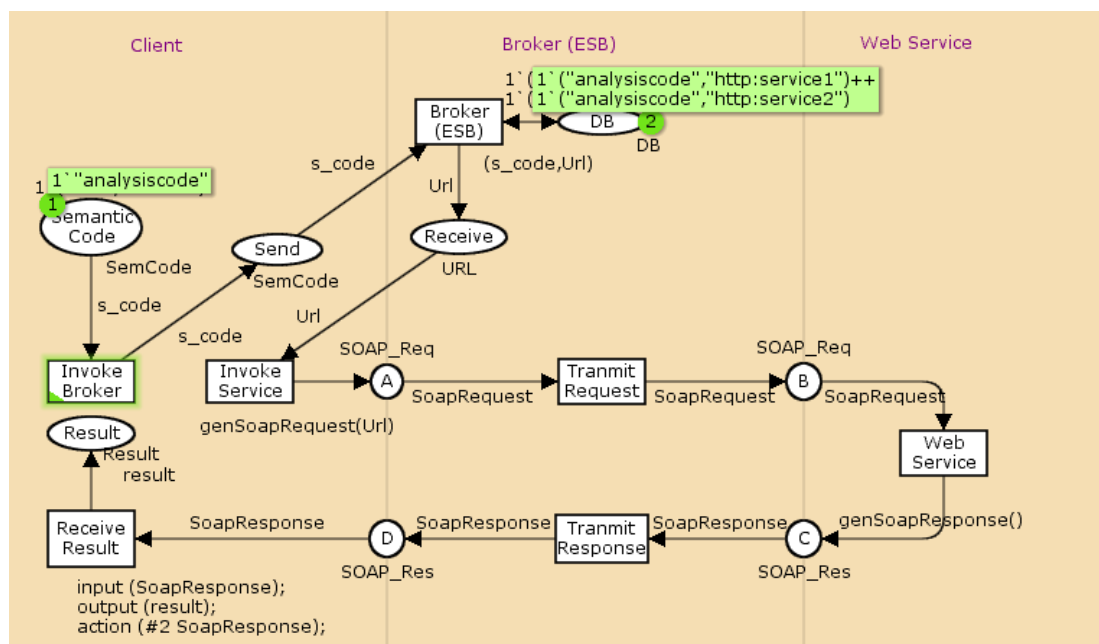 Client
Broker (ESB)
Web Service
1`(1`("analysiscode","http:service1")++
1`(1`("analysiscode","http:service2")
Broker
(ESB)
DB
2
DB
s_code
(s_code,Url)
1`"analysiscode"
1
1
Url
Semantic
Code
Send
Receive
SemCode
SemCode
URL
s_code
Url
s_code
SOAP_Req
SOAP_Req
Invoke
Broker
Invoke
Service
A
Tranmit
Request
B
SoapRequest
SoapRequest
SoapRequest
genSoapRequest(Url)
Result
Result
result
Web
Service
SoapResponse
SoapResponse
SoapResponse
genSoapResponse()
Receive
Result
D
Tranmit
Response
C
SOAP_Res
SOAP_Res
input (SoapResponse);
output (result);
action (#2 SoapResponse);